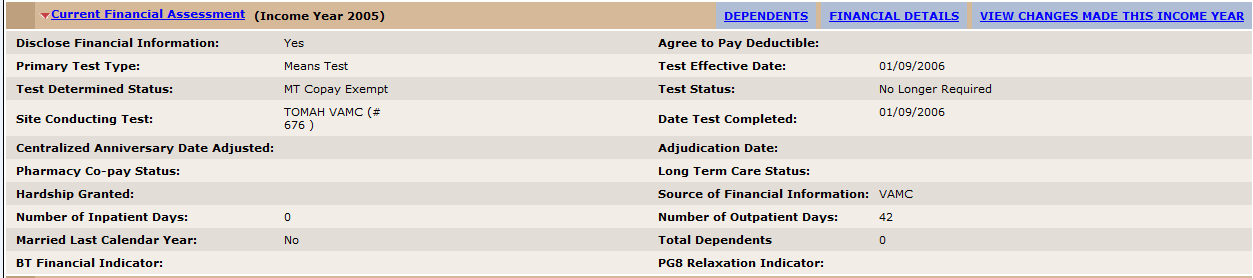 Current Financial Assessment (Income Year 2005) DEPENDENTS FINANCIAL DETAILS VIEW CHANGES MADE THIS INCOME YEAR
Disclose Financial Information: Yes Agree to Pay Deductible:
Primary Test Type: Means Test Test Effective Date: 01/09/2006
Test Determined Status: MT Copay Exempt Test Status: No Longer Required
Site Conducting Test: TOMAH VAMC (# 676 ) Date Test Completed: 01/09/2006
Centralized Anniversary Date Adjusted: Adjudication Date:
Pharmacy Co-pay Status: Long Term Care Status:
Hardship Granted: Source of Financial Information: VAMC
Number of Inpatient Days: 0 Number of Outpatient Days: 42
Married Last Calendar Year: No Total Dependents 0
BT Financial Indicator: PG8 Relaxation Indicator: